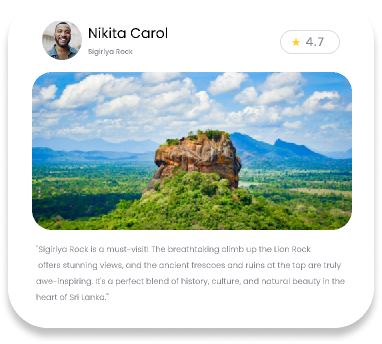 Nikita Carol
Sigiriya Rock
★ 4.7
"Sigiriya Rock is a must-visit! The breathtaking climb up the Lion Rock
offers stunning views, and the ancient frescoes and ruins at the top are truly
awe-inspiring. It's a perfect blend of history, culture, and natural beauty in the
heart of Sri Lanka."